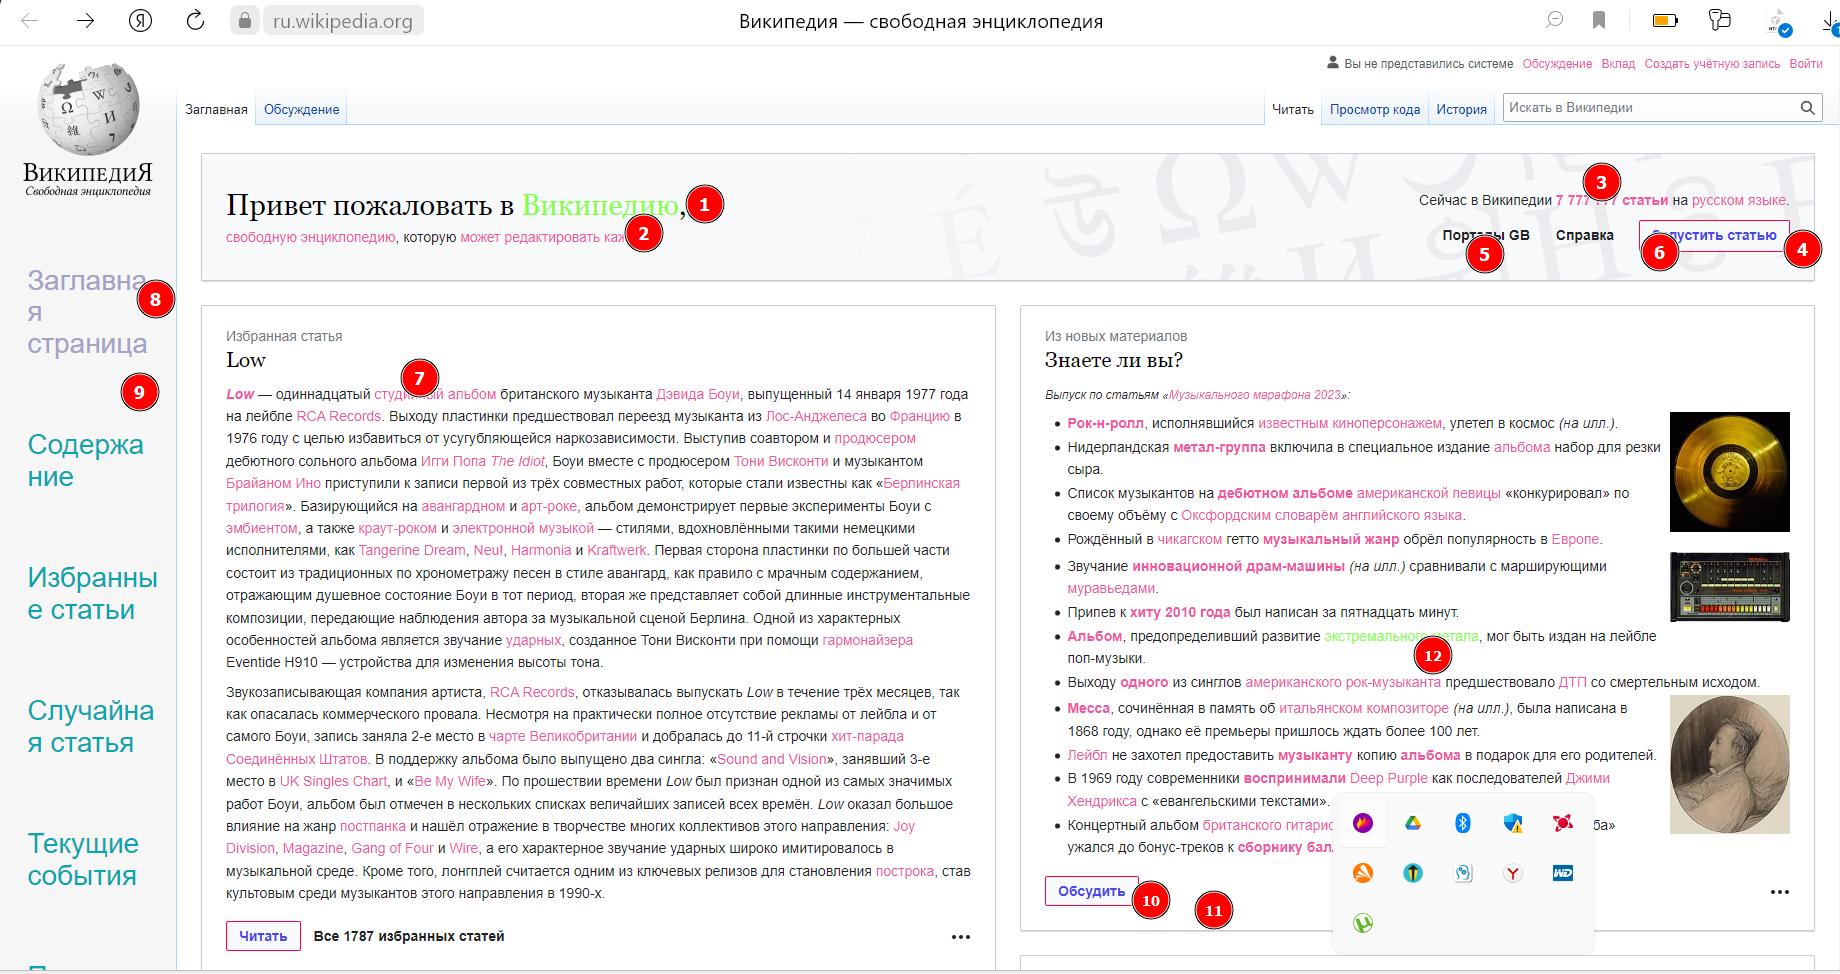 ru.wikipedia.org
Википедия — свободная энциклопедия
Вы не представились системе Обсуждение Вклад Создать учётную запись Войти
ВИКИПЕДИЯ
Свободная энциклопедия
Заглавная Обсуждение
Читать Просмотр кода История Искать в Википедии
Привет пожаловать в Википедию, 1
свободную энциклопедию, которую может редактировать 2
3
Сейчас в Википедии 7 777 статьи на русском языке.
Порталы GB Справка Запустить статью 4
5 6
Заглавна
я
страница
8
9
Содержа
ние
Избранны
е статьи
Случайна
я статья
Текущие
события
Избранная статья
Low
7
Low — одиннадцатый студийный альбом британского музыканта Дэвида Боуи, выпущенный 14 января 1977 года
на лейбле RCA Records. Выходу пластинки предшествовал переезд музыканта из Лос-Анджелеса во Францию в
1976 году с целью избавиться от усугубляющейся наркозависимости. Выступив соавтором и продюсером
дебютного сольного альбома Игги Попа The Idiot, Боуи вместе с продюсером Тони Висконти и музыкантом
Брайаном Ино приступили к записи первой из трёх совместных работ, которые стали известны как «Берлинская
трилогия». Базирующийся на авангардном и арт-роке, альбом демонстрирует первые эксперименты Боуи с
эмбиентом, а также краут-роком и электронной музыкой — стилями, вдохновлёнными такими немецкими
исполнителями, как Tangerine Dream, Neu!, Harmonia и Kraftwerk. Первая сторона пластинки по большей части
состоит из традиционных по хронометражу песен в стиле авангард, как правило с мрачным содержанием,
отражающим душевное состояние Боуи в тот период, вторая же представляет собой длинные инструментальные
композиции, передающие наблюдения автора за музыкальной сценой Берлина. Одной из характерных
особенностей альбома является звучание ударных, созданное Тони Висконти при помощи гармонайзера
Eventide H910 — устройства для изменения высоты тона.
Звукозаписывающая компания артиста, RCA Records, отказывалась выпускать Low в течение трёх месяцев, так
как опасалась коммерческого провала. Несмотря на практически полное отсутствие рекламы от лейбла и от
самого Боуи, запись заняла 2-е место в чарте Великобритании и добралась до 11-й строчки хит-парада
Соединённых Штатов. В поддержку альбома было выпущено два сингла: «Sound and Vision», занявший 3-е
место в UK Singles Chart, и «Be My Wife». По прошествии времени Low был признан одной из самых значимых
работ Боуи, альбом был отмечен в нескольких списках величайших записей всех времён. Low оказал большое
влияние на жанр постпанка и нашёл отражение в творчестве многих коллективов этого направления: Joy
Division, Magazine, Gang of Four и Wire, а его характерное звучание ударных широко имитировалось в
музыкальной среде. Кроме того, лонгплей считается одним из ключевых релизов для становления построка, став
культовым среди музыкантов этого направления в 1990-х.
Читать Все 1787 избранных статей
Из новых материалов
Знаете ли вы?
Выпуск по статьям «Музыкального марафона 2023»:
Рок-н-ролл, исполнявшийся известным киноперсонажем, улетел в космос (на илл.).
Нидерландская метал-группа включила в специальное издание альбома набор для резки
сыра.
Список музыкантов на дебютном альбоме американской певицы «конкурировал» по
своему объёму с Оксфордским словарём английского языка.
Рождённый в чикагском гетто музыкальный жанр обрёл популярность в Европе.
Звучание инновационной драм-машины (на илл.) сравнивали с марширующими
муравьедами.
Припев к хиту 2010 года был написан за пятнадцать минут.
Альбом, предопределивший развитие экстремального метала, мог быть издан на лейбле
поп-музыки.
12
Выходу одного из синглов американского рок-музыканта предшествовало ДТП со смертельным исходом.
Месса, сочинённая в память об итальянском композиторе (на илл.), была написана в
1868 году, однако её премьеры пришлось ждать более 100 лет.
Лейбл не захотел предоставить музыканту копию альбома в подарок для его родителей.
В 1969 году современники воспринимали Deep Purple как последователей Джими
Хендрикса с «евангельскими текстами».
Концертный альбом британского
ужался до бонус-треков к сборнику
WD
Обсудить 10 11